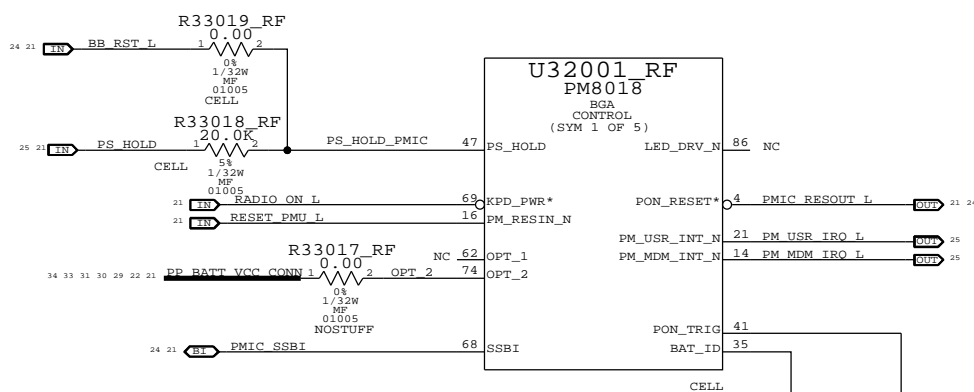 R33019_RF
0.00
24 21 IN BB_RST_L 1 2
0%
1/32W
MF
01005
CELL
U32001_RF
PM8018
BGA
CONTROL
(SYM 1 OF 5)
R33018_RF
20.0K
25 21 IN PS_HOLD 1 2 PS_HOLD_PMIC 47 PS_HOLD LED_DRV_N 86 NC
CELL 5%
1/32W
MF
01005
21 IN RADIO_ON_L 69 KPD_PWR* PON_RESET* 4 PMIC_RESOUT_L OUT 21 24
21 IN RESET_PMU_L 16 PM_RESIN_N
PM_USR_INT_N 21 PM_USR_IRQ_L OUT 25
R33017_RF
0.00
NC 62 OPT_1 PM_MDM_INT_N 14 PM_MDM_IRQ_L OUT 25
34 33 31 30 29 22 21 PP_BATT_VCC_CONN 1 2 OPT_2 74 OPT_2
0%
1/32W
MF
01005
NOSTUFF
PON_TRIG 41
24 21 BI PMIC_SSBI 68 SSBI BAT_ID 35
CELL